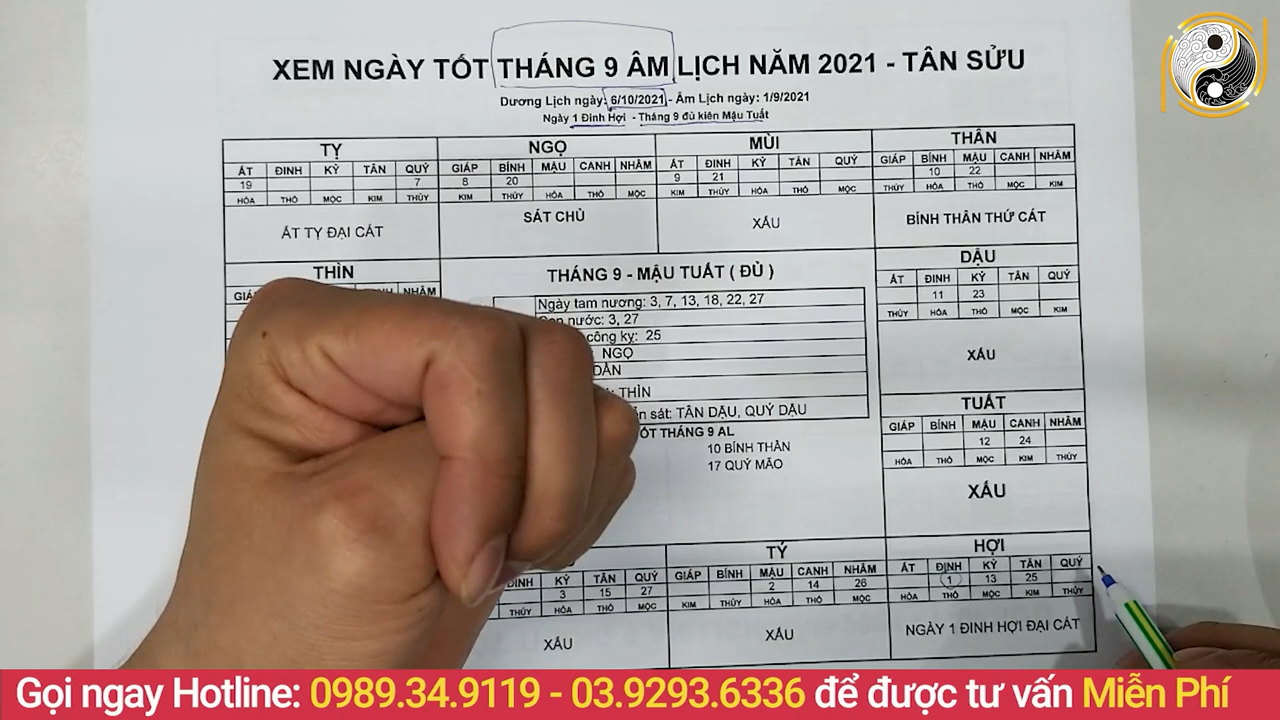 XEM NGÀY TỐT THÁNG 9 ÂM LỊCH NĂM 2021 - TÂN SỬU
Dương Lịch ngày: 6/10/2021 - Âm Lịch ngày: 1/9/2021
Ngày 1 Đinh Hợi - Tháng 9 đủ kiên Mậu Tuất
TỴ
ẤT ĐINH KỶ TÂN QUÝ
19 7
HỎA THỔ MỘC KIM THỦY
ẤT TỴ ĐẠI CÁT
NGỌ
GIÁP BÍNH MẬU CANH NHÂM
8 20
KIM THỦY HỎA THỔ MỘC
SÁT CHỦ
MÙI
ẤT ĐINH KỶ TÂN QUÝ
9 21
KIM THỦY HỎA THỔ MỘC
XẤU
THÂN
GIÁP BÍNH MẬU CANH NHÂM
10 22
THỦY HỎA THỔ MỘC KIM
BÍNH THÂN THỨ CÁT
THÌN
NHÂM
THÁNG 9 - MẬU TUẤT ( ĐỦ )
Ngày tam nương: 3, 7, 13, 18, 22, 27
nước: 3, 27
công kỵ: 25
NGỌ
DẦN
THÌN
sát: TÂN DẬU, QUÝ DẬU
THÁNG 9 AL
10 BÍNH THÂN
17 QUÝ MÃO
DẬU
ẤT ĐINH KỶ TÂN QUÝ
11 23
THỦY HỎA THỔ MỘC KIM
XẤU
TUẤT
GIÁP BÍNH MẬU CANH NHÂM
12 24
HỎA THỔ MỘC KIM THỦY
XẤU
KỶ TÂN QUÝ
3 15 27
THỦY HỎA THỔ MỘC
XẤU
TÝ
GIÁP BÍNH MẬU CANH NHÂM
2 14 26
KIM THỦY HỎA THỔ MỘC
XẤU
HỢI
ẤT ĐINH KỶ TÂN QUÝ
1 13 25
HỎA THỔ MỘC KIM THỦY
NGÀY 1 ĐINH HỢI ĐẠI CÁT
Gọi ngay Hotline: 0989.34.9119 - 03.9293.6336 để được tư vấn Miễn Phí